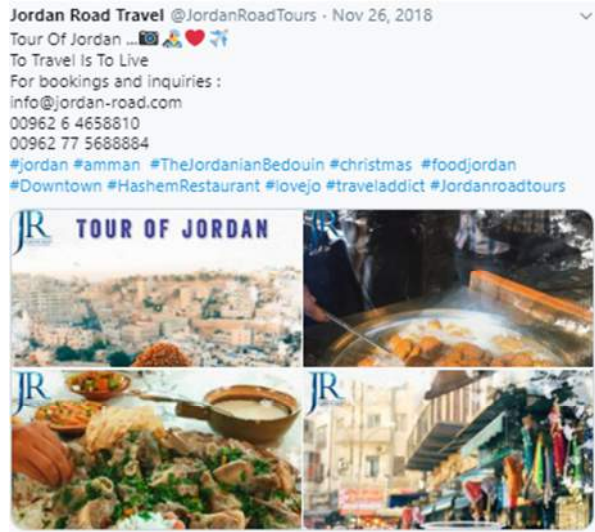 Jordan Road Travel @JordanRoadTours · Nov 26, 2018
Tour Of Jordan ...📷🏄‍♂️❤️✈️
To Travel Is To Live
For bookings and inquiries :
info@jordan-road.com
00962 6 4658810
00962 77 5688884
#jordan #amman #TheJordanianBedouin #christmas #foodjordan
#Downtown #HashemRestaurant #lovejo #traveladdict #Jordanroadtours
JR TOUR OF JORDAN
JR
JR
JR